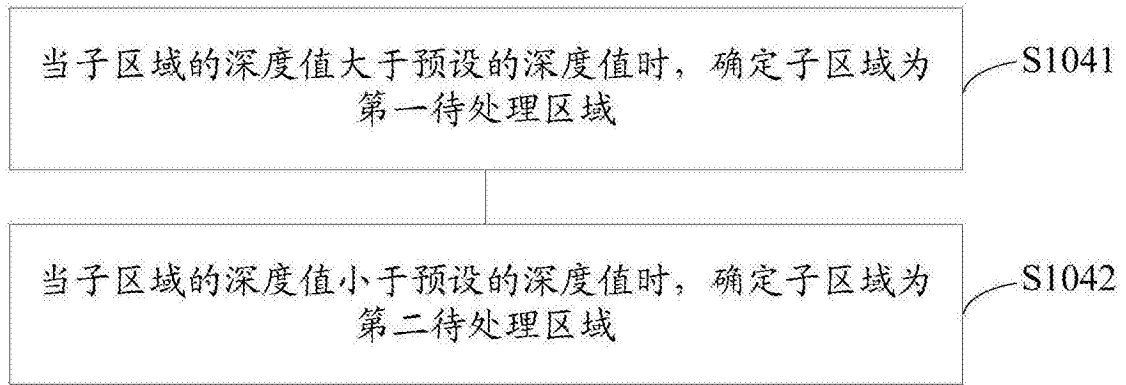 当子区域的深度值大于预设的深度值时，确定子区域为
第一待处理区域
S1041
当子区域的深度值小于预设的深度值时，确定子区域为
第二待处理区域
S1042